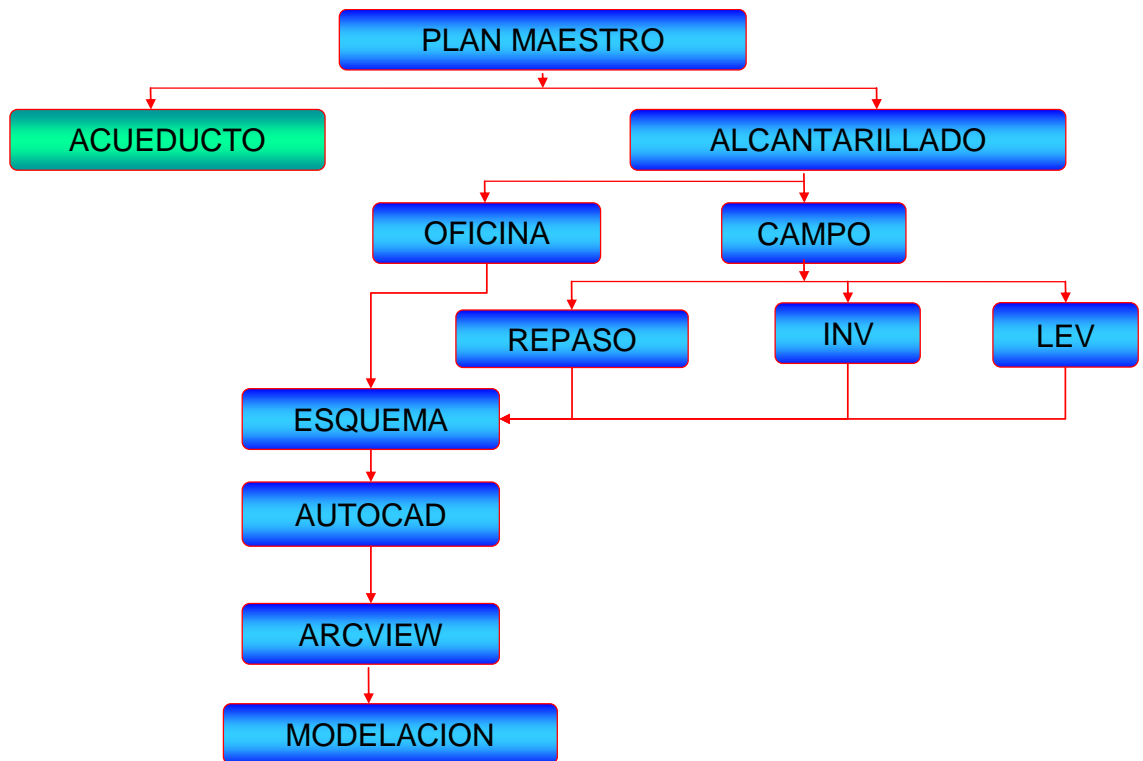 PLAN MAESTRO
ACUEDUCTO
ALCANTARILLADO
OFICINA
CAMPO
REPASO
INV
LEV
ESQUEMA
AUTOCAD
ARCVIEW
MODELACION